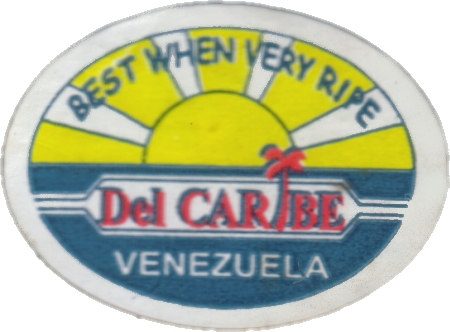 BEST WHEN VERY RIPE
Del CARIBE
VENEZUELA